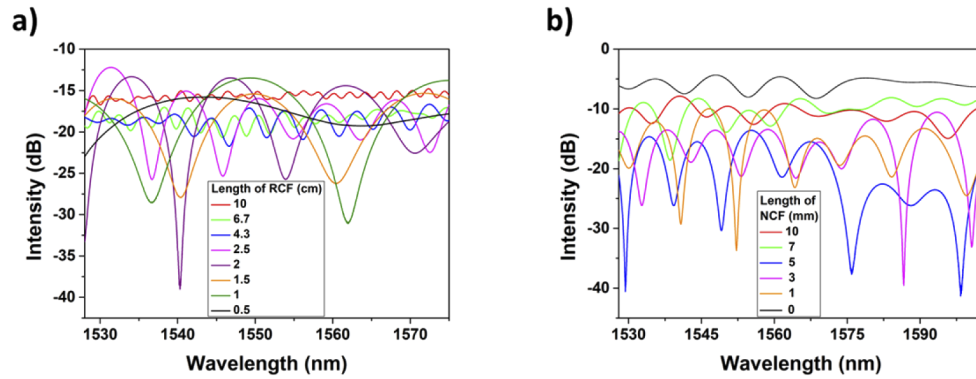 a)
-10
-15
-20
-25
-30
-35
-40
Intensity (dB)
Length of RCF (cm)
10
6.7
4.3
2.5
2
1.5
1
0.5
1530 1540 1550 1560 1570
Wavelength (nm)
b)
0
-10
-20
-30
-40
Intensity (dB)
Length of
NCF (mm)
10
7
5
3
1
0
1530 1545 1560 1575 1590
Wavelength (nm)